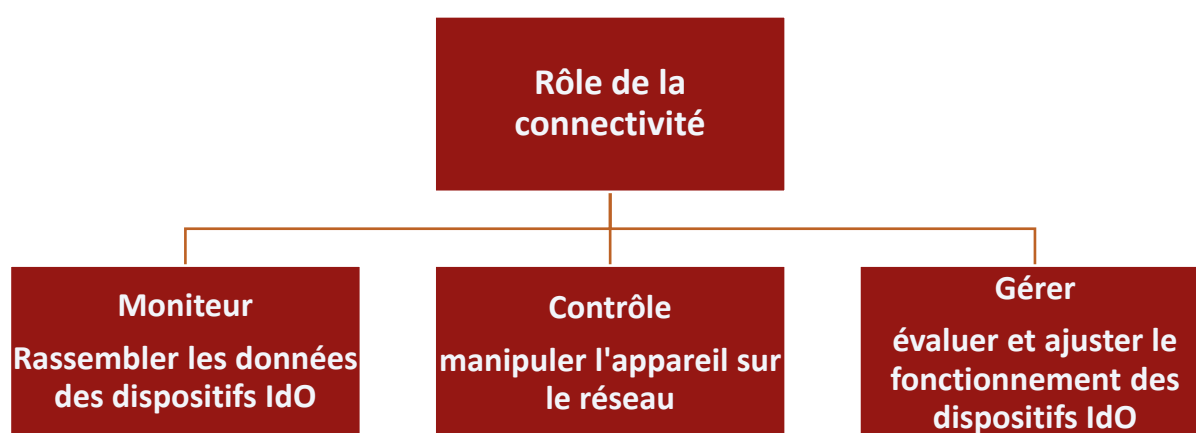 Rôle de la
connectivité
Moniteur
Rassembler les données
des dispositifs IdO
Contrôle
manipuler l'appareil sur
le réseau
Gérer
évaluer et ajuster le
fonctionnement des
dispositifs IdO